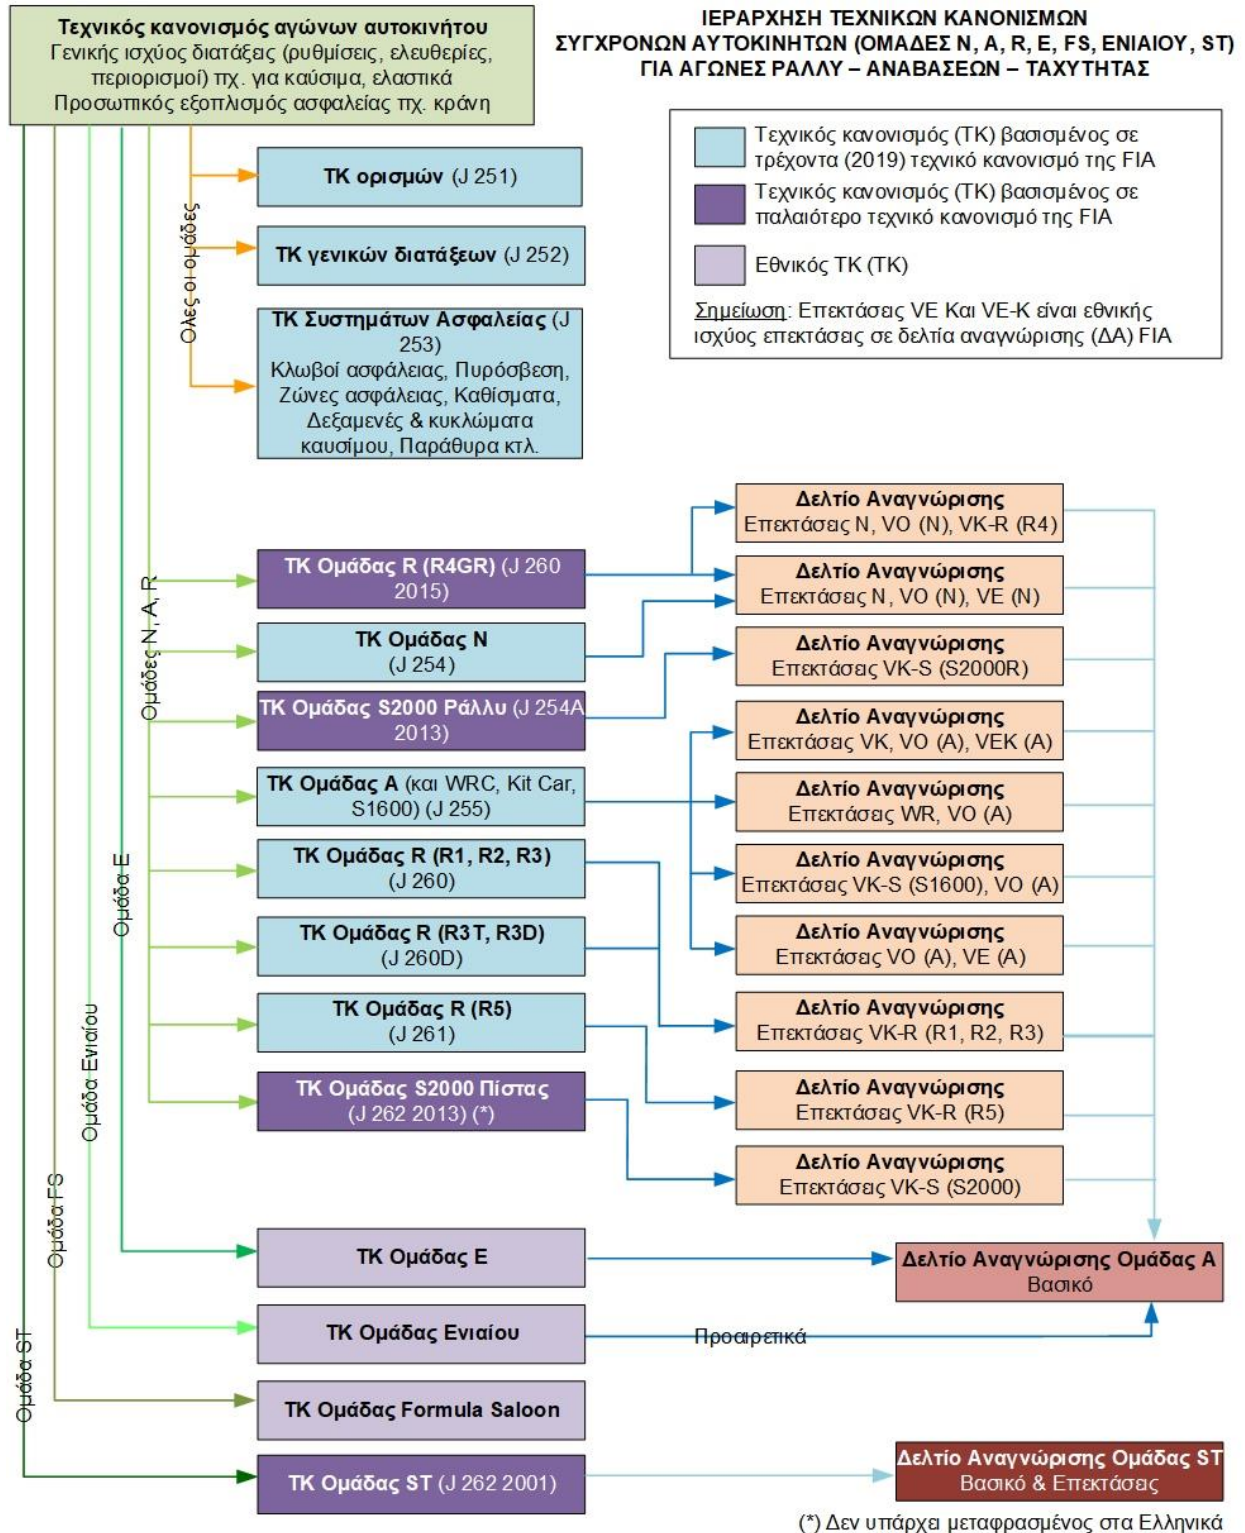 Τεχνικός κανονισμός αγώνων αυτοκινήτου
Γενικής ισχύος διατάξεις (ρυθμίσεις, ελευθερίες,
περιορισμοί) πχ. για καύσιμα, ελαστικά
Προσωπικός εξοπλισμός ασφαλείας πχ. κράνη
ΙΕΡΑΡΧΗΣΗ ΤΕΧΝΙΚΩΝ ΚΑΝΟΝΙΣΜΩΝ
ΣΥΓΧΡΟΝΩΝ ΑΥΤΟΚΙΝΗΤΩΝ (ΟΜΑΔΕΣ N, A, R, E, FS, ΕΝΙΑΙΟΥ, ST)
ΓΙΑ ΑΓΩΝΕΣ ΡΑΛΛΥ – ΑΝΑΒΑΣΕΩΝ – ΤΑΧΥΤΗΤΑΣ
Τεχνικός κανονισμός (ΤΚ) βασισμένος σε
τρέχοντα (2019) τεχνικό κανονισμό της FIA
Τεχνικός κανονισμός (ΤΚ) βασισμένος σε
παλαιότερο τεχνικό κανονισμό της FIA
Εθνικός ΤΚ (ΤΚ)
Σημείωση: Επεκτάσεις VE Και VE-K είναι εθνικής
ισχύος επεκτάσεις σε δελτία αναγνώρισης (ΔΑ) FIA
Ολες οι ομάδες
ΤΚ ορισμών (J 251)
ΤΚ γενικών διατάξεων (J 252)
ΤΚ Συστημάτων Ασφαλείας (J
253)
Κλωβοί ασφάλειας, Πυρόσβεση,
Ζώνες ασφάλειας, Καθίσματα,
Δεξαμενές & κυκλώματα
καυσίμου, Παράθυρα κτλ.
Ομάδες N, A, R
ΤΚ Ομάδας R (R4GR) (J 260
2015)
ΤΚ Ομάδας N
(J 254)
ΤΚ Ομάδας S2000 Ράλλυ (J 254A
2013)
ΤΚ Ομάδας A (και WRC, Kit Car,
S1600) (J 255)
ΤΚ Ομάδας R (R1, R2, R3)
(J 260)
ΤΚ Ομάδας R (R3T, R3D)
(J 260D)
ΤΚ Ομάδας R (R5)
(J 261)
ΤΚ Ομάδας S2000 Πίστας
(J 262 2013) (*)
Δελτίο Αναγνώρισης
Επεκτάσεις N, VO (N), VK-R (R4)
Δελτίο Αναγνώρισης
Επεκτάσεις N, VO (N), VE (N)
Δελτίο Αναγνώρισης
Επεκτάσεις VK-S (S2000R)
Δελτίο Αναγνώρισης
Επεκτάσεις VK, VO (A), VEK (A)
Δελτίο Αναγνώρισης
Επεκτάσεις WR, VO (A)
Δελτίο Αναγνώρισης
Επεκτάσεις VK-S (S1600), VO (A)
Δελτίο Αναγνώρισης
Επεκτάσεις VO (A), VE (A)
Δελτίο Αναγνώρισης
Επεκτάσεις VK-R (R1, R2, R3)
Δελτίο Αναγνώρισης
Επεκτάσεις VK-R (R5)
Δελτίο Αναγνώρισης
Επεκτάσεις VK-S (S2000)
Ομάδα E
ΤΚ Ομάδας E
Δελτίο Αναγνώρισης Ομάδας A
Βασικό
Ομάδα Ενιαίου
ΤΚ Ομάδας Ενιαίου
Προαιρετικά
Ομάδα FS
ΤΚ Ομάδας Formula Saloon
Ομάδα ST
ΤΚ Ομάδας ST (J 262 2001)
Δελτίο Αναγνώρισης Ομάδας ST
Βασικό & Επεκτάσεις
(*) Δεν υπάρχει μεταφρασμένος στα Ελληνικά